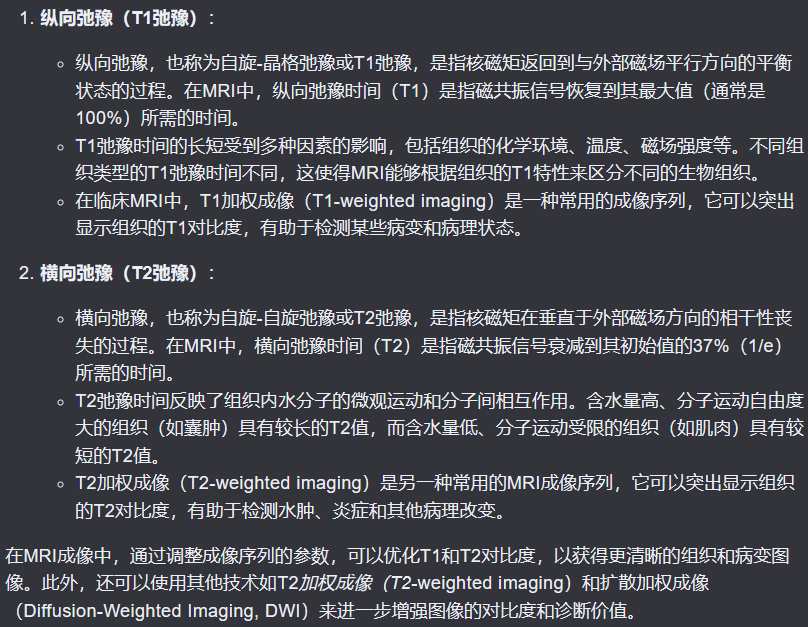 1. 纵向弛豫（T1弛豫）：
纵向弛豫，也称为自旋-晶格弛豫或T1弛豫，是指核磁矩返回到与外部磁场平行方向的平衡
状态的过程。在MRI中，纵向弛豫时间（T1）是指磁共振信号恢复到其最大值（通常是
100%）所需的时间。
T1弛豫时间的长短受到多种因素的影响，包括组织的化学环境、温度、磁场强度等。不同组
织类型的T1弛豫时间不同，这使得MRI能够根据组织的T1特性来区分不同的生物组织。
在临床MRI中，T1加权成像（T1-weighted imaging）是一种常用的成像序列，它可以突出
显示组织的T1对比度，有助于检测某些病变和病理状态。
2. 横向弛豫（T2弛豫）：
横向弛豫，也称为自旋-自旋弛豫或T2弛豫，是指核磁矩在垂直于外部磁场方向的相干性丧
失的过程。在MRI中，横向弛豫时间（T2）是指磁共振信号衰减到其初始值的37%（1/e）
所需的时间。
T2弛豫时间反映了组织内水分子的微观运动和分子间相互作用。含水量高、分子运动自由度
大的组织（如囊肿）具有较长的T2值，而含水量低、分子运动受限的组织（如肌肉）具有较
短的T2值。
T2加权成像（T2-weighted imaging）是另一种常用的MRI成像序列，它可以突出显示组织
的T2对比度，有助于检测水肿、炎症和其他病理改变。
在MRI成像中，通过调整成像序列的参数，可以优化T1和T2对比度，以获得更清晰的组织和病变图
像。此外，还可以使用其他技术如T2加权成像（T2-weighted imaging）和扩散加权成像
（Diffusion-Weighted Imaging, DWI）来进一步增强图像的对比度和诊断价值。